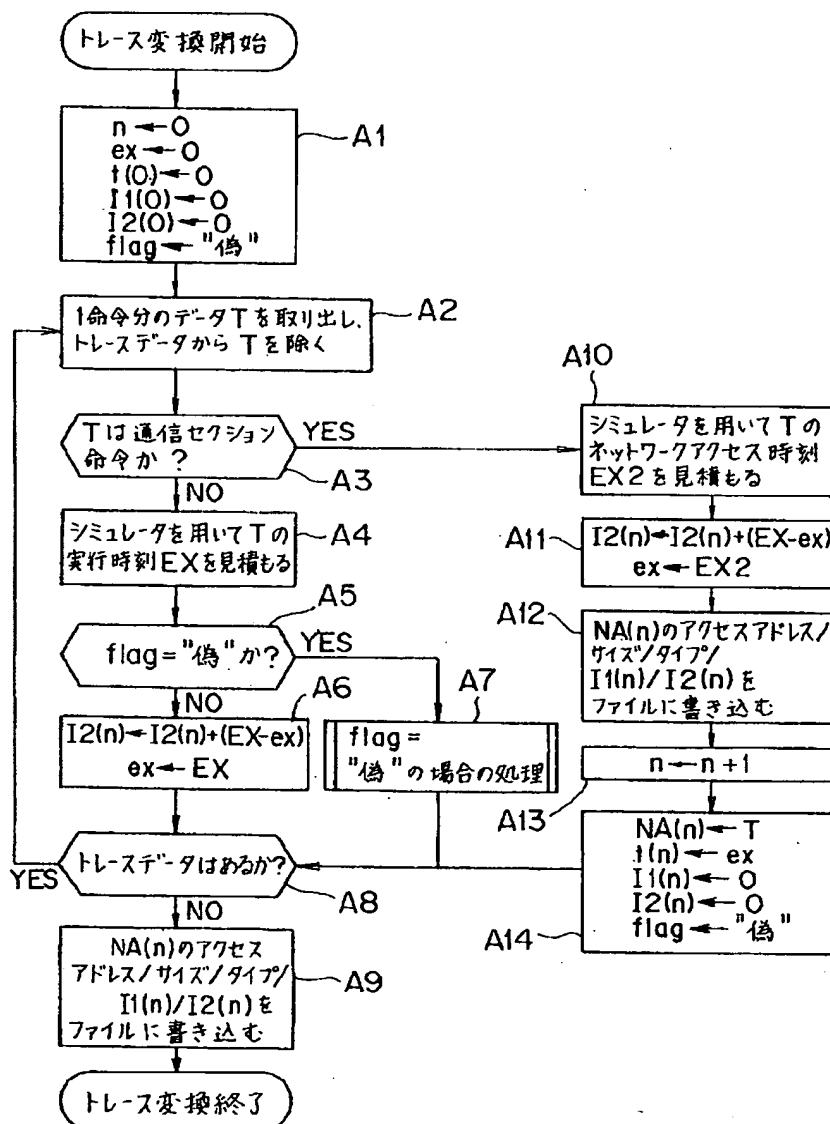 トレース変換開始
n←0
ex←0
t(0)←0
I1(0)←0
I2(0)←0
flag←"偽"
A1
1命令分のデータTを取り出し、
トレースデータからTを除く
A2
Tは通信セクション
命令か?
YES
A3
NO
シミュレータを用いてTの
実行時刻EXを見積もる
A4
A5
flag="偽"か?
YES
NO
A6
I2(n)←I2(n)+(EX-ex)
ex←EX
A7
flag=
"偽"の場合の処理
トレースデータはあるか?
YES
A8
NO
NA(n)のアクセス
アドレス/サイズ/タイプ/
I1(n)/I2(n)を
ファイルに書き込む
A9
トレース変換終了
A10
シミュレータを用いてTの
ネットワークアクセス時刻
EX2を見積もる
A11
I2(n)←I2(n)+(EX-ex)
ex←EX2
A12
NA(n)のアクセスアドレス/
サイズ/タイプ/
I1(n)/I2(n)を
ファイルに書き込む
n←n+1
A13
NA(n)←T
t(n)←ex
I1(n)←0
I2(n)←0
flag←"偽"
A14